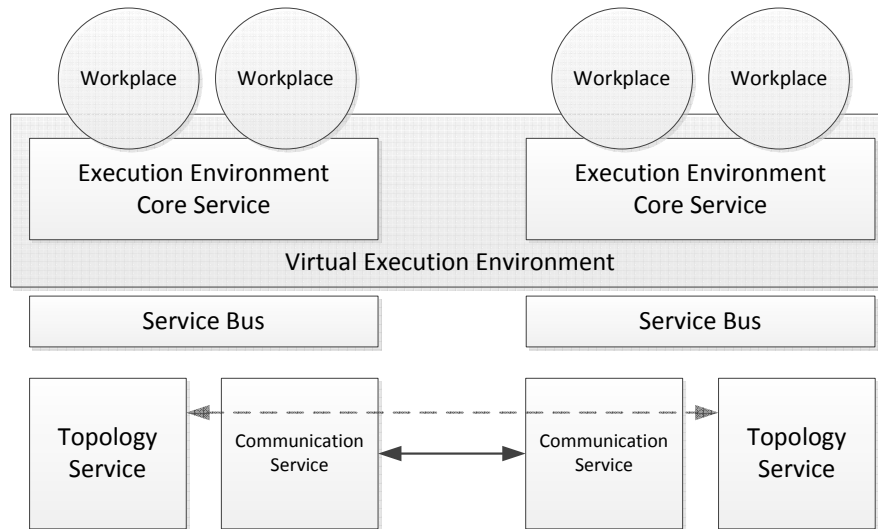 Workplace
Workplace
Workplace
Workplace
Execution Environment
Core Service
Execution Environment
Core Service
Virtual Execution Environment
Service Bus
Service Bus
Topology
Service
Communication
Service
Communication
Service
Topology
Service